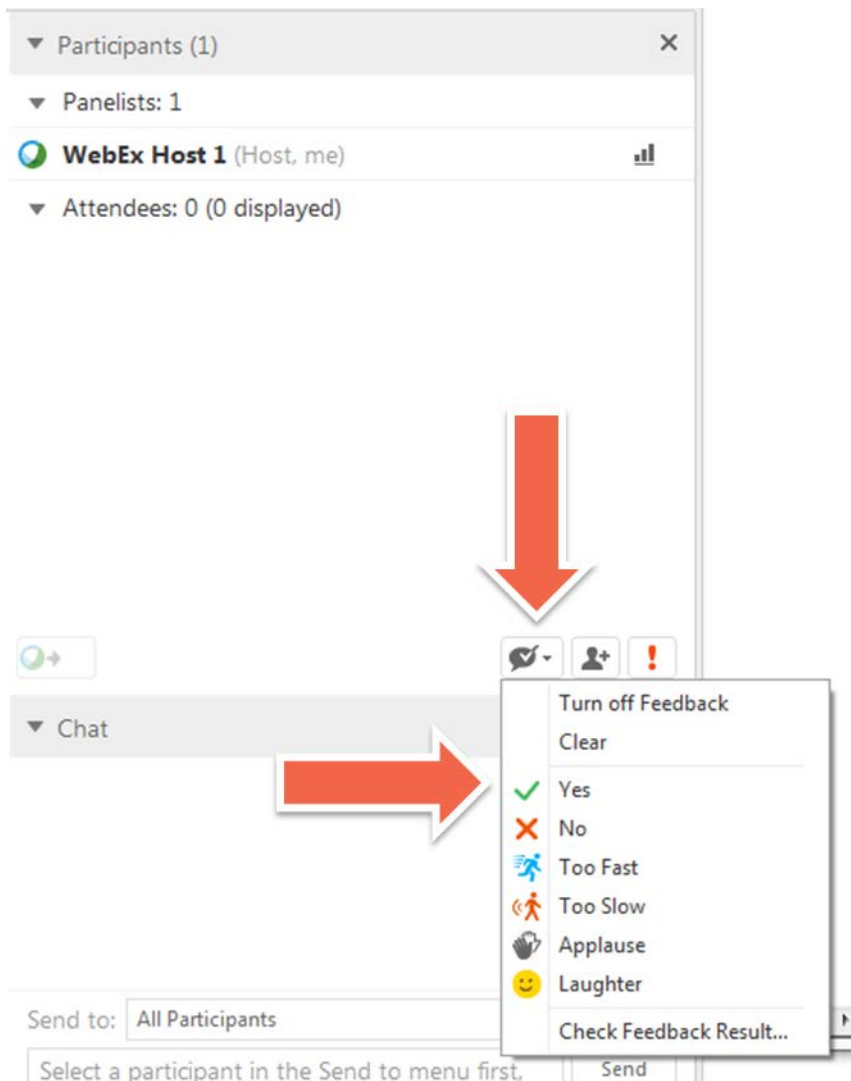 Participants (1)
Panelists: 1
WebEx Host 1 (Host, me)
Attendees: 0 (0 displayed)
Turn off Feedback
Clear
Chat
Yes
No
Too Fast
Too Slow
Applause
Laughter
Check Feedback Result...
Send to: All Participants
Select a participant in the Send to menu first,
Send